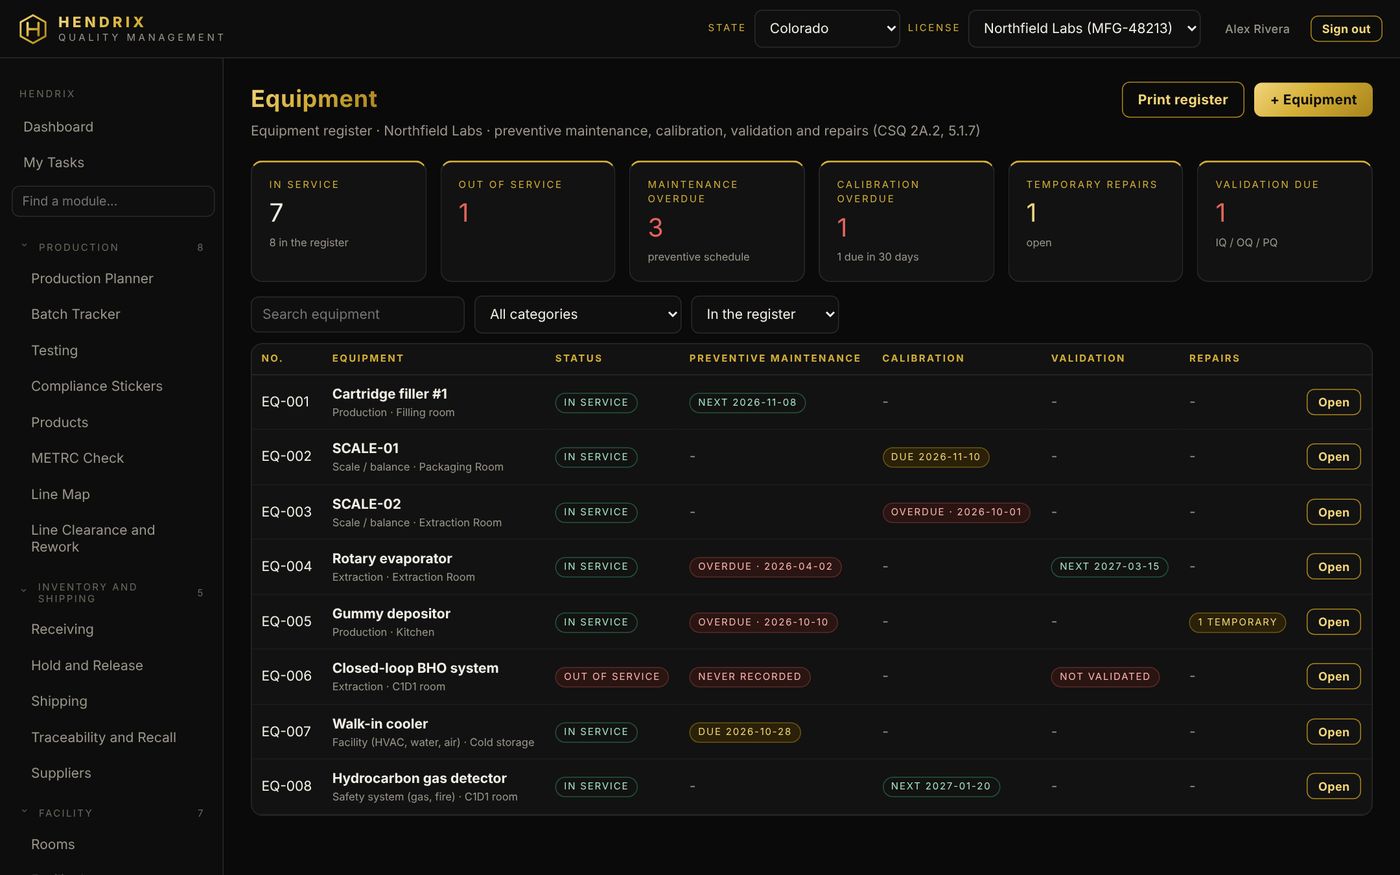 HENDRIX
QUALITY MANAGEMENT
STATE
Colorado
LICENSE
Northfield Labs (MFG-48213)
Alex Rivera
Sign out
HENDRIX
Dashboard
My Tasks
Find a module...
PRODUCTION 8
Production Planner
Batch Tracker
Testing
Compliance Stickers
Products
METRC Check
Line Map
Line Clearance and
Rework
INVENTORY AND
SHIPPING 5
Receiving
Hold and Release
Shipping
Traceability and Recall
Suppliers
FACILITY 7
Rooms
Equipment
Print register
+ Equipment
Equipment register · Northfield Labs · preventive maintenance, calibration, validation and repairs (CSQ 2A.2, 5.1.7)
IN SERVICE
7
8 in the register
OUT OF SERVICE
1
MAINTENANCE
OVERDUE
3
preventive schedule
CALIBRATION
OVERDUE
1
1 due in 30 days
TEMPORARY REPAIRS
1
open
VALIDATION DUE
1
IQ / OQ / PQ
Search equipment
All categories
In the register
NO. EQUIPMENT STATUS PREVENTIVE MAINTENANCE CALIBRATION VALIDATION REPAIRS
EQ-001 Cartridge filler #1 IN SERVICE NEXT 2026-11-08 - - - Open
Production · Filling room
EQ-002 SCALE-01 IN SERVICE - DUE 2026-11-10 - - Open
Scale / balance · Packaging Room
EQ-003 SCALE-02 IN SERVICE - OVERDUE · 2026-10-01 - - Open
Scale / balance · Extraction Room
EQ-004 Rotary evaporator IN SERVICE OVERDUE · 2026-04-02 - NEXT 2027-03-15 - Open
Extraction · Extraction Room
EQ-005 Gummy depositor IN SERVICE OVERDUE · 2026-10-10 - - 1 TEMPORARY Open
Production · Kitchen
EQ-006 Closed-loop BHO system OUT OF SERVICE NEVER RECORDED - NOT VALIDATED - Open
Extraction · C1D1 room
EQ-007 Walk-in cooler IN SERVICE DUE 2026-10-28 - - - Open
Facility (HVAC, water, air) · Cold storage
EQ-008 Hydrocarbon gas detector IN SERVICE - NEXT 2027-01-20 - - Open
Safety system (gas, fire) · C1D1 room